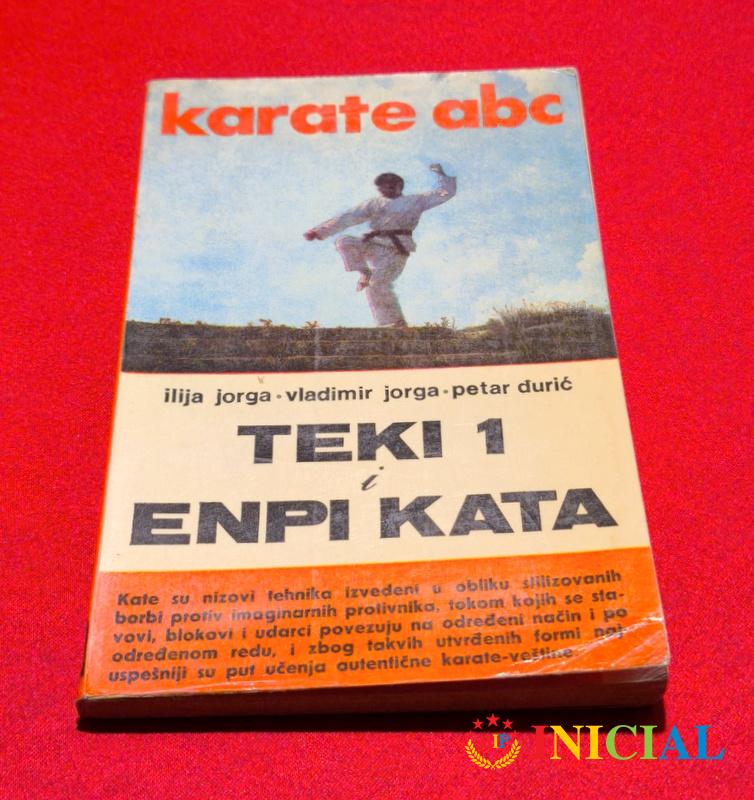 karate abc
ilija jorga • vladimir jorga • petar đurić
TEKI 1
i
ENPI KATA
Kate su nizovi tehnika izvedeni u obliku stilizovanih
borbi protiv imaginarnih protivnika, tokom kojih se sta-
vovi, blokovi i udarci povezuju na određeni način i po
određenom redu, i zbog takvih utvrđenih formi naj-
uspešniji su put učenja autentične karate-veštine
IP INICIAL